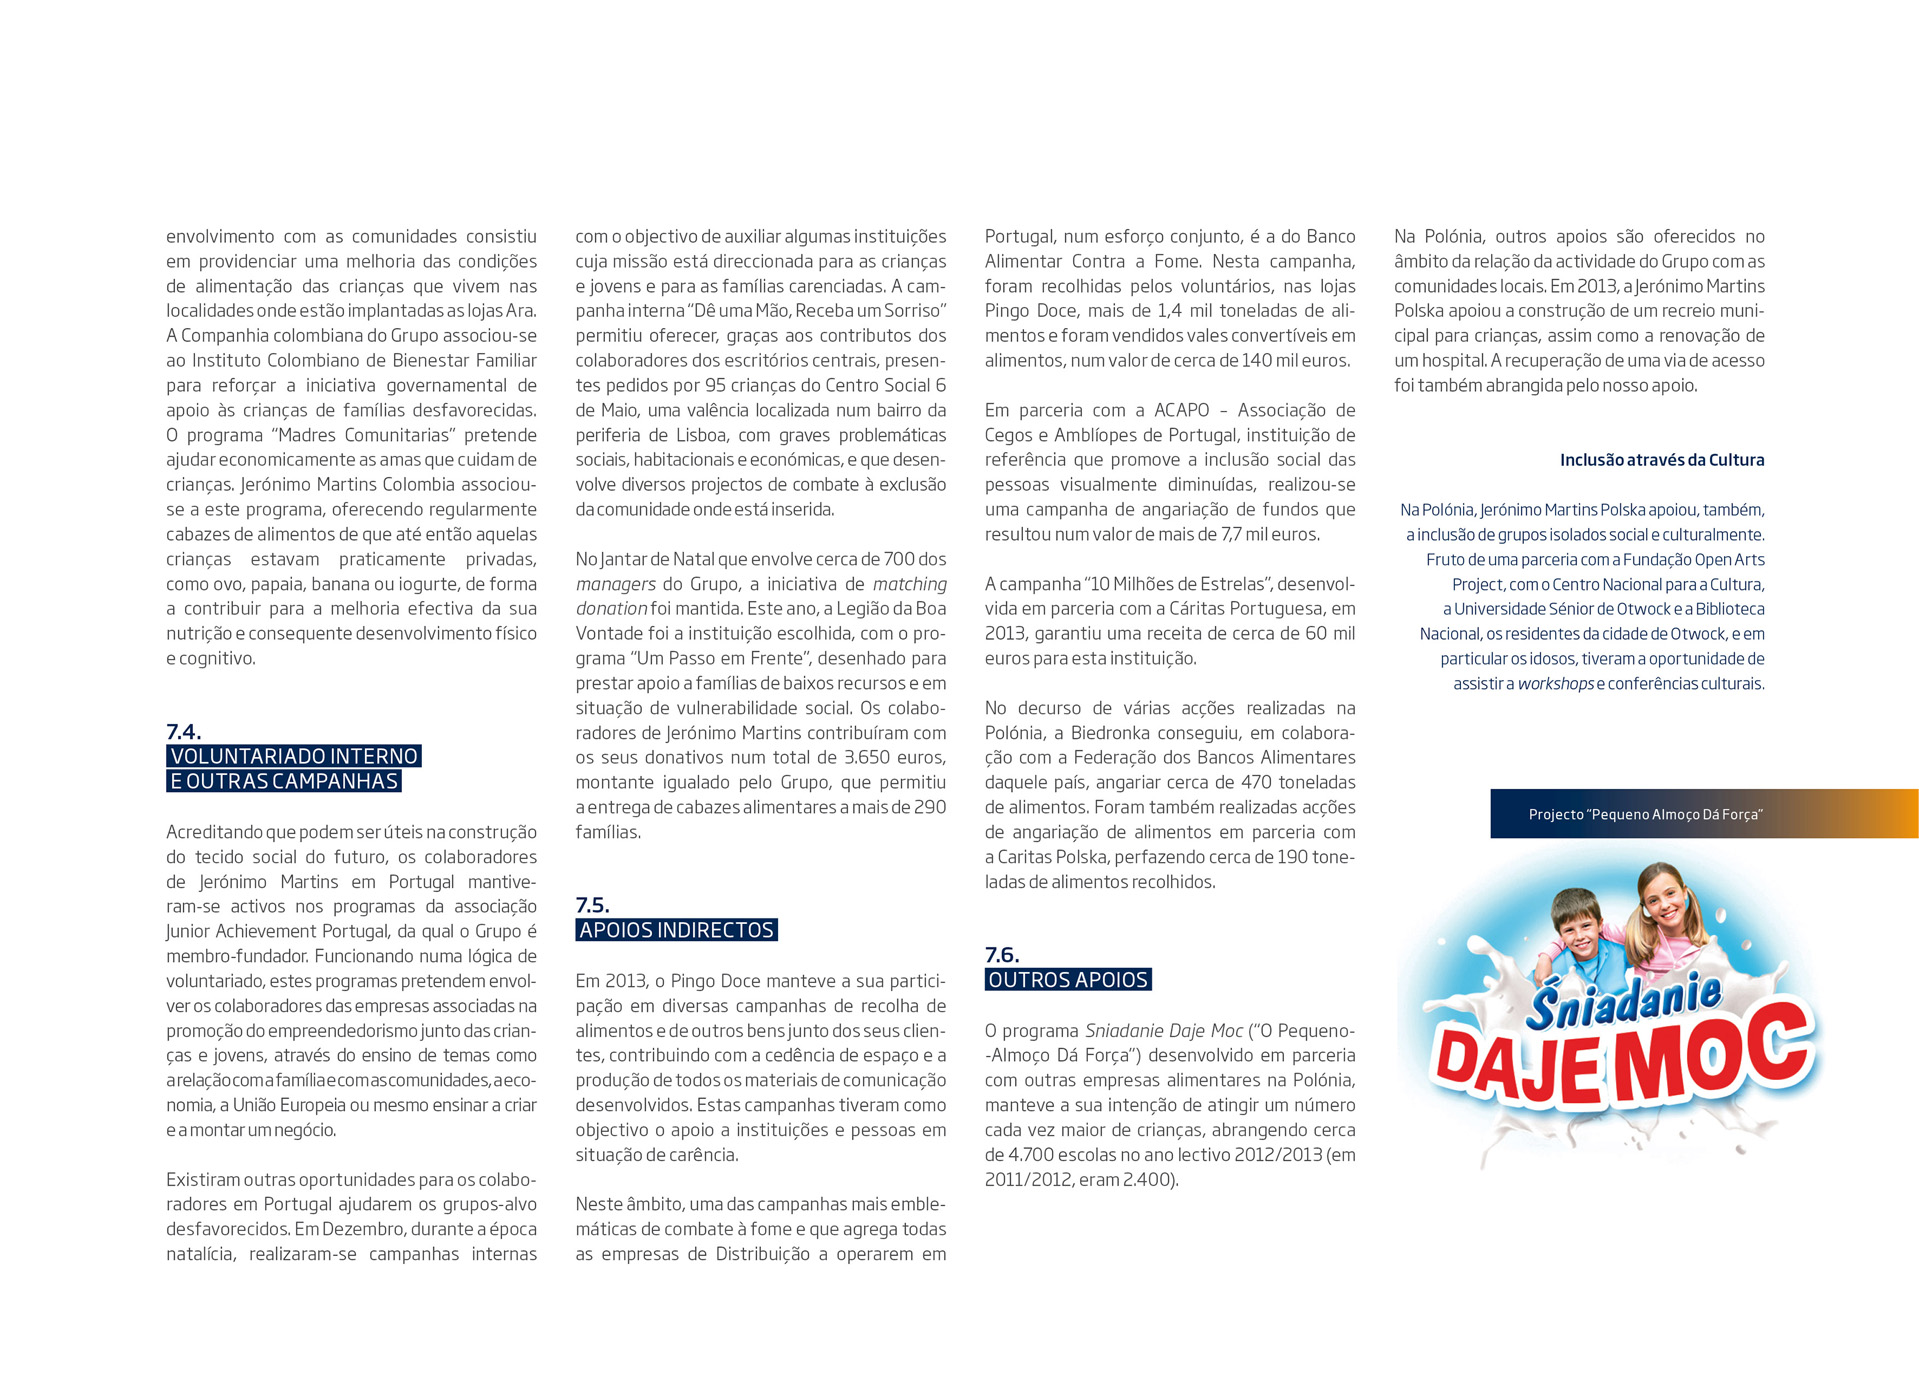 envolvimento com as comunidades consistiu
em providenciar uma melhoria das condições
de alimentação das crianças que vivem nas
localidades onde estão implantadas as lojas Ara.
A Companhia colombiana do Grupo associou-se
ao Instituto Colombiano de Bienestar Familiar
para reforçar a iniciativa governamental de
apoio às crianças de famílias desfavorecidas.
O programa “Madres Comunitarias” pretende
ajudar economicamente as amas que cuidam de
crianças. Jerónimo Martins Colombia associou-
se a este programa, oferecendo regularmente
cabazes de alimentos de que até então aquelas
crianças estavam praticamente privadas,
como ovo, papaia, banana ou iogurte, de forma
a contribuir para a melhoria efectiva da sua
nutrição e consequente desenvolvimento físico
e cognitivo.
7.4.
VOLUNTARIADO INTERNO
E OUTRAS CAMPANHAS
Acreditando que podem ser úteis na construção
do tecido social do futuro, os colaboradores
de Jerónimo Martins em Portugal mantive-
ram-se activos nos programas da associação
Junior Achievement Portugal, da qual o Grupo é
membro-fundador. Funcionando numa lógica de
voluntariado, estes programas pretendem envol-
ver os colaboradores das empresas associadas na
promoção do empreendedorismo junto das crian-
ças e jovens, através do ensino de temas como
a relação com a família e com as comunidades, a eco-
nomia, a União Europeia ou mesmo ensinar a criar
e a montar um negócio.
Existiram outras oportunidades para os colabo-
radores em Portugal ajudarem os grupos-alvo
desfavorecidos. Em Dezembro, durante a época
natalícia, realizaram-se campanhas internas
com o objectivo de auxiliar algumas instituições
cuja missão está direccionada para as crianças
e jovens e para as famílias carenciadas. A cam-
panha interna “Dê uma Mão, Receba um Sorriso”
permitiu oferecer, graças aos contributos dos
colaboradores dos escritórios centrais, presen-
tes pedidos por 95 crianças do Centro Social 6
de Maio, uma valência localizada num bairro da
periferia de Lisboa, com graves problemáticas
sociais, habitacionais e económicas, e que desen-
volve diversos projectos de combate à exclusão
da comunidade onde está inserida.
No Jantar de Natal que envolve cerca de 700 dos
managers do Grupo, a iniciativa de matching
donation foi mantida. Este ano, a Legião da Boa
Vontade foi a instituição escolhida, com o pro-
grama “Um Passo em Frente”, desenhado para
prestar apoio a famílias de baixos recursos e em
situação de vulnerabilidade social. Os colabo-
radores de Jerónimo Martins contribuíram com
os seus donativos num total de 3.650 euros,
montante igualado pelo Grupo, que permitiu
a entrega de cabazes alimentares a mais de 290
famílias.
7.5.
APOIOS INDIRECTOS
Em 2013, o Pingo Doce manteve a sua partici-
pação em diversas campanhas de recolha de
alimentos e de outros bens junto dos seus clien-
tes, contribuindo com a cedência de espaço e a
produção de todos os materiais de comunicação
desenvolvidos. Estas campanhas tiveram como
objectivo o apoio a instituições e pessoas em
situação de carência.
Neste âmbito, uma das campanhas mais emble-
máticas de combate à fome e que agrega todas
as empresas de Distribuição a operarem em
Portugal, num esforço conjunto, é a do Banco
Alimentar Contra a Fome. Nesta campanha,
foram recolhidas pelos voluntários, nas lojas
Pingo Doce, mais de 1,4 mil toneladas de ali-
mentos e foram vendidos vales convertíveis em
alimentos, num valor de cerca de 140 mil euros.
Em parceria com a ACAPO – Associação de
Cegos e Amblíopes de Portugal, instituição de
referência que promove a inclusão social das
pessoas visualmente diminuídas, realizou-se
uma campanha de angariação de fundos que
resultou num valor de mais de 7,7 mil euros.
A campanha “10 Milhões de Estrelas”, desenvol-
vida em parceria com a Cáritas Portuguesa, em
2013, garantiu uma receita de cerca de 60 mil
euros para esta instituição.
No decurso de várias acções realizadas na
Polónia, a Biedronka conseguiu, em colabora-
ção com a Federação dos Bancos Alimentares
daquele país, angariar cerca de 470 toneladas
de alimentos. Foram também realizadas acções
de angariação de alimentos em parceria com
a Caritas Polska, perfazendo cerca de 190 tone-
ladas de alimentos recolhidos.
7.6.
OUTROS APOIOS
O programa Sniadanie Daje Moc (“O Pequeno-
-Almoço Dá Força”) desenvolvido em parceria
com outras empresas alimentares na Polónia,
manteve a sua intenção de atingir um número
cada vez maior de crianças, abrangendo cerca
de 4.700 escolas no ano lectivo 2012/2013 (em
2011/2012, eram 2.400).
Na Polónia, outros apoios são oferecidos no
âmbito da relação da actividade do Grupo com as
comunidades locais. Em 2013, a Jerónimo Martins
Polska apoiou a construção de um recreio muni-
cipal para crianças, assim como a renovação de
um hospital. A recuperação de uma via de acesso
foi também abrangida pelo nosso apoio.
Inclusão através da Cultura
Na Polónia, Jerónimo Martins Polska apoiou, também,
a inclusão de grupos isolados social e culturalmente.
Fruto de uma parceria com a Fundação Open Arts
Project, com o Centro Nacional para a Cultura,
a Universidade Sénior de Otwock e a Biblioteca
Nacional, os residentes da cidade de Otwock, e em
particular os idosos, tiveram a oportunidade de
assistir a workshops e conferências culturais.
Projecto “Pequeno Almoço Dá Força”
Śniadanie
DAJE MOC